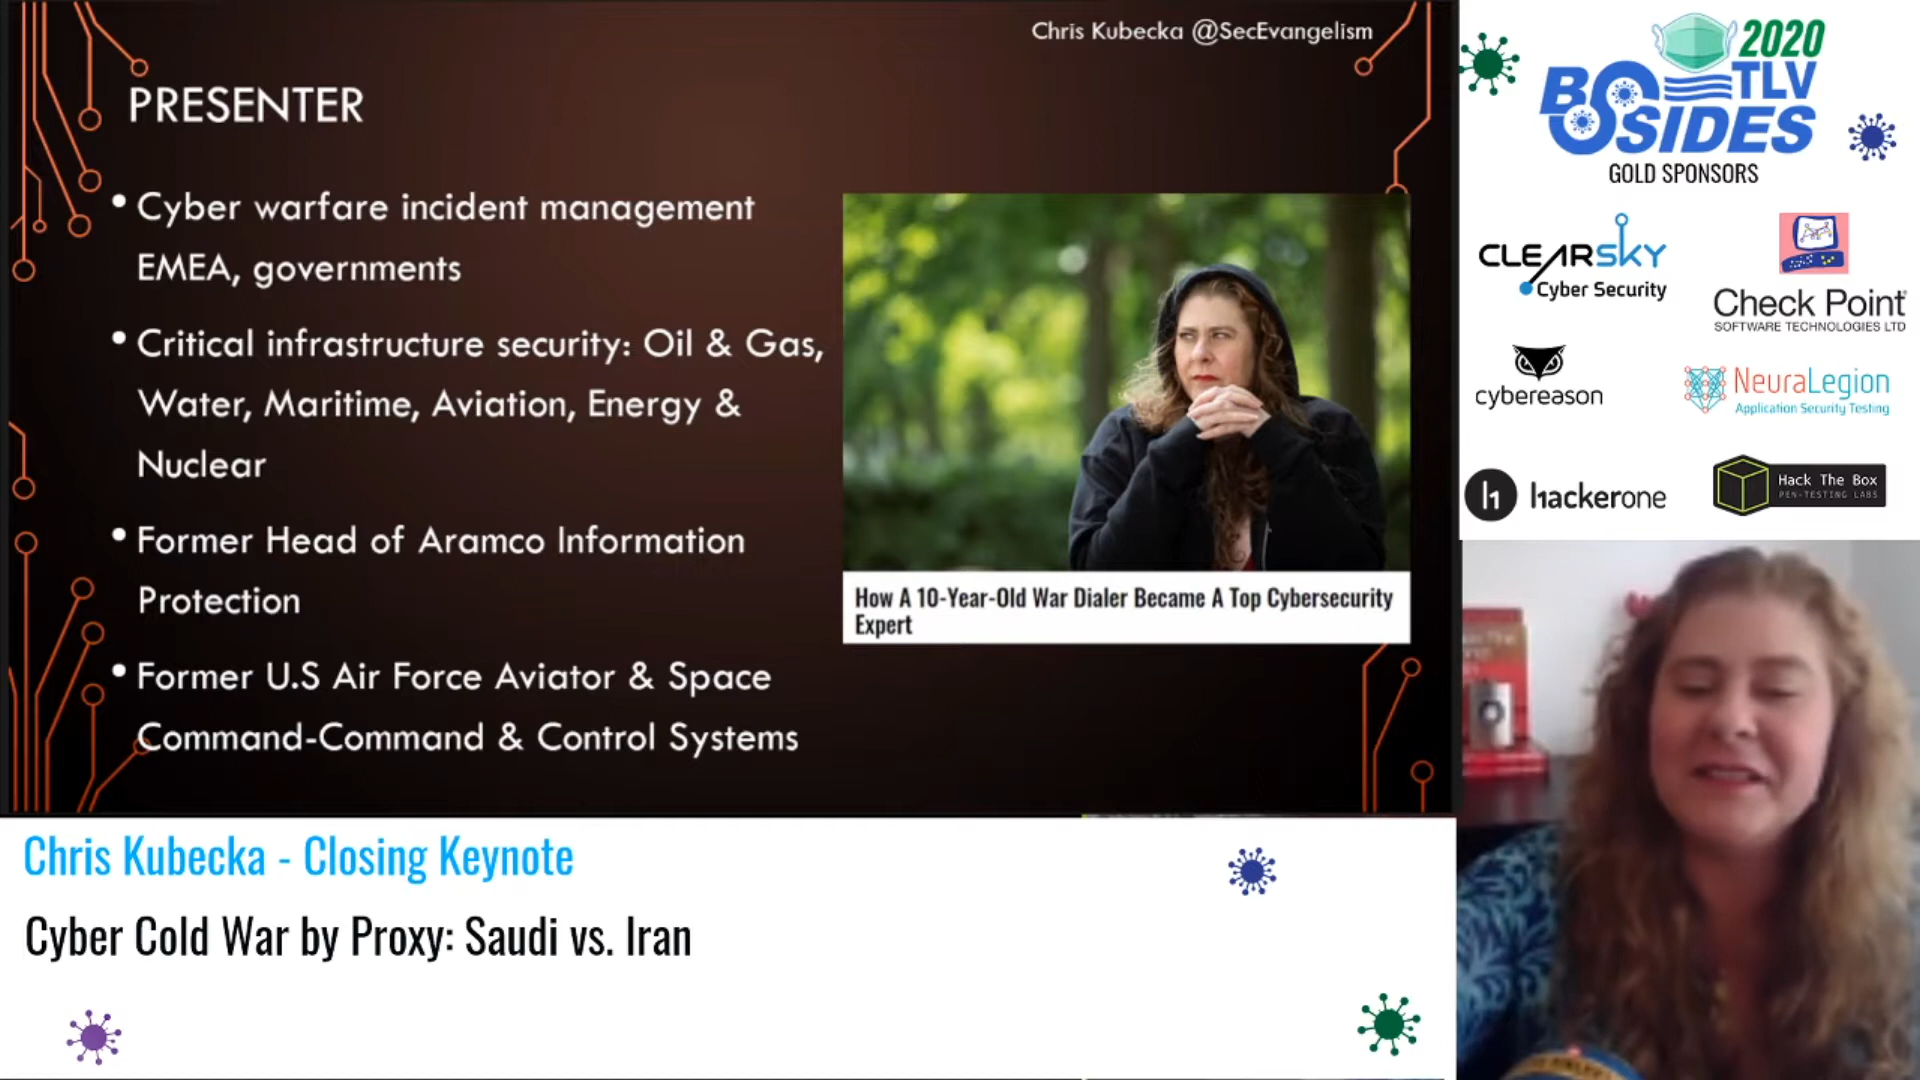 Chris Kubecka @SecEvangelism
PRESENTER
• Cyber warfare incident management
EMEA, governments
• Critical infrastructure security: Oil & Gas,
Water, Maritime, Aviation, Energy &
Nuclear
• Former Head of Aramco Information
Protection
• Former U.S Air Force Aviator & Space
Command-Command & Control Systems
How A 10-Year-Old War Dialer Became A Top Cybersecurity
Expert
Chris Kubecka - Closing Keynote
Cyber Cold War by Proxy: Saudi vs. Iran
2020
BSIDES TLV
GOLD SPONSORS
CLEARSKY
Cyber Security
Check Point
SOFTWARE TECHNOLOGIES LTD
cybereason
NeuraLegion
Application Security Testing
hackerone
Hack The Box
PEN-TESTING LABS